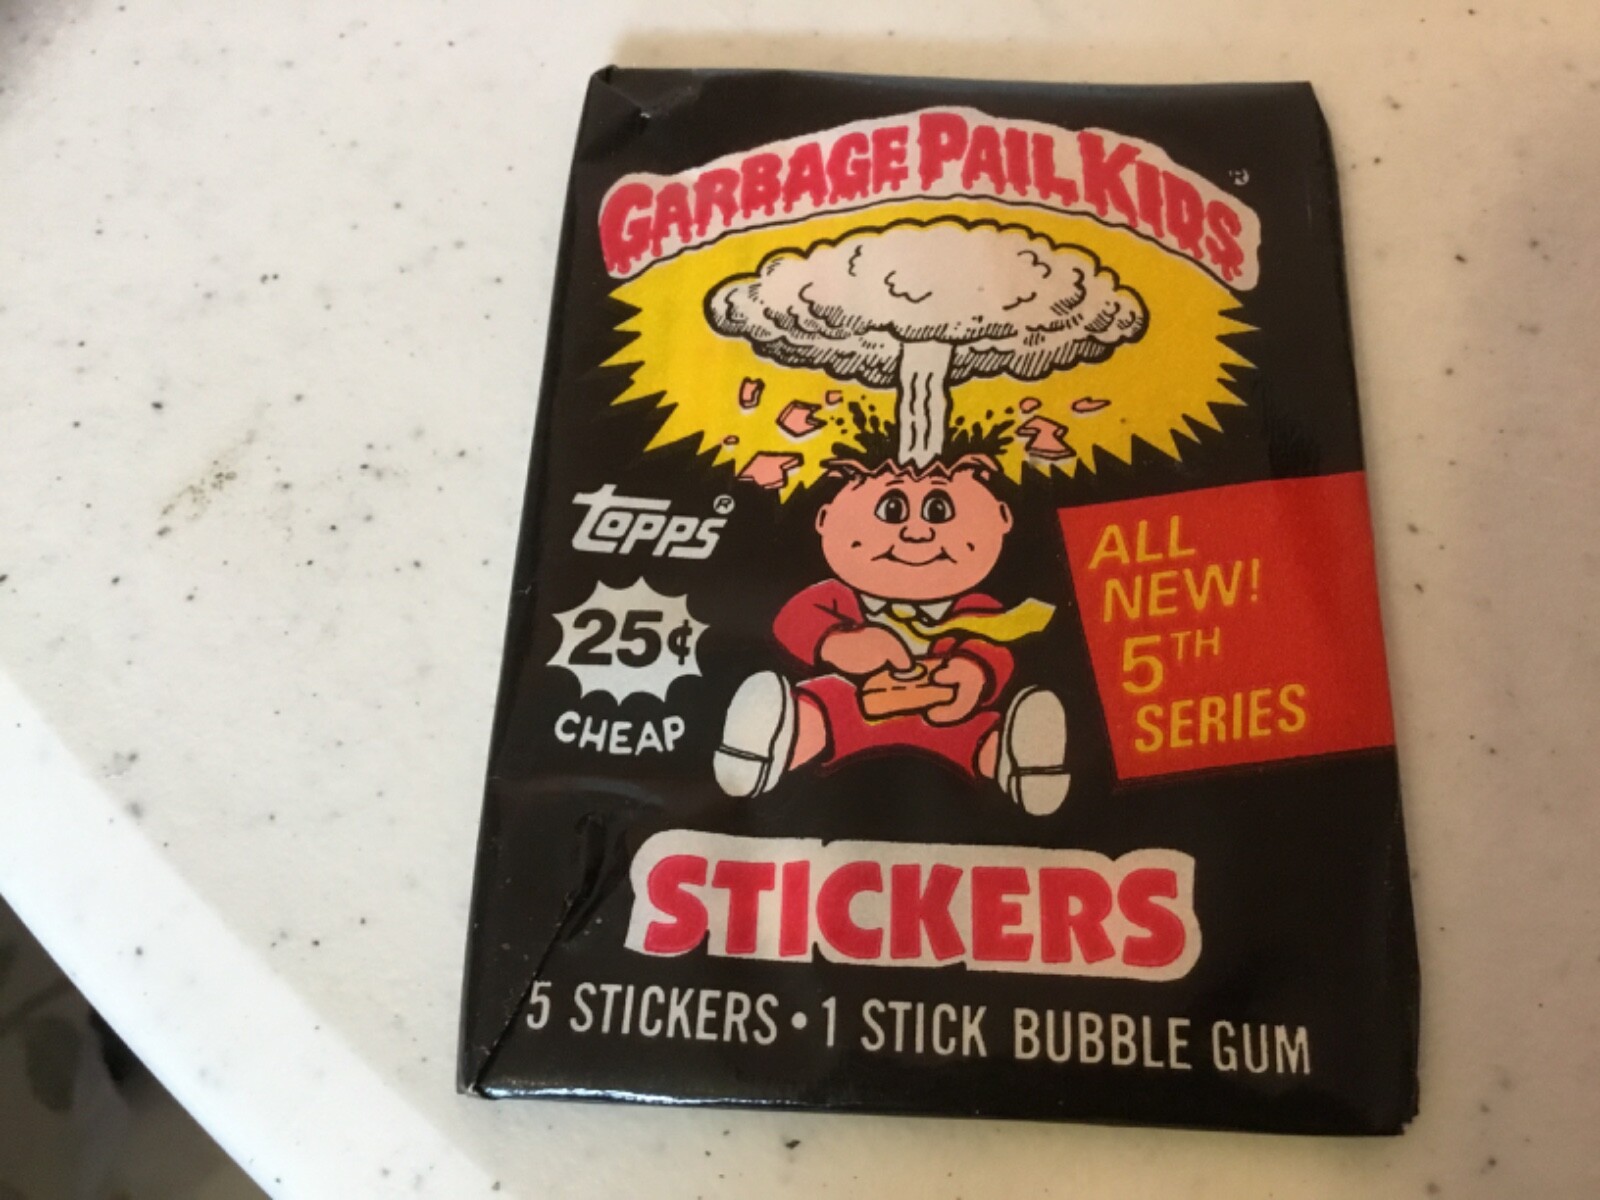 GARBAGE PAIL KIDS
TOPPS®
25¢
CHEAP
ALL
NEW!
5TH
SERIES
STICKERS
5 STICKERS • 1 STICK BUBBLE GUM